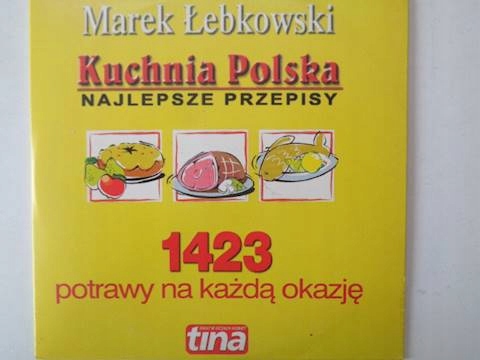 Marek Łebkowski
Kuchnia Polska
NAJLEPSZE PRZEPISY
1423
potrawy na każdą okazję
tina